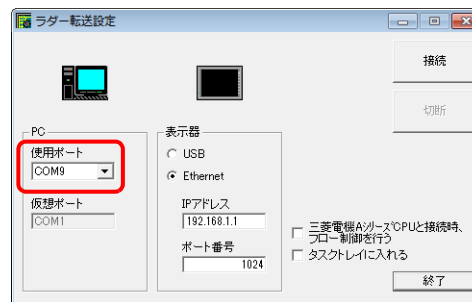 ラダー転送設定
接続
切断
PC
使用ポート
COM9
仮想ポート
COM1
表示器
USB
Ethernet
IPアドレス
192.168.1.1
ポート番号
1024
三菱電機Aシリーズ CPUと接続時、
フロー制御を行う
タスクトレイに入れる
終了